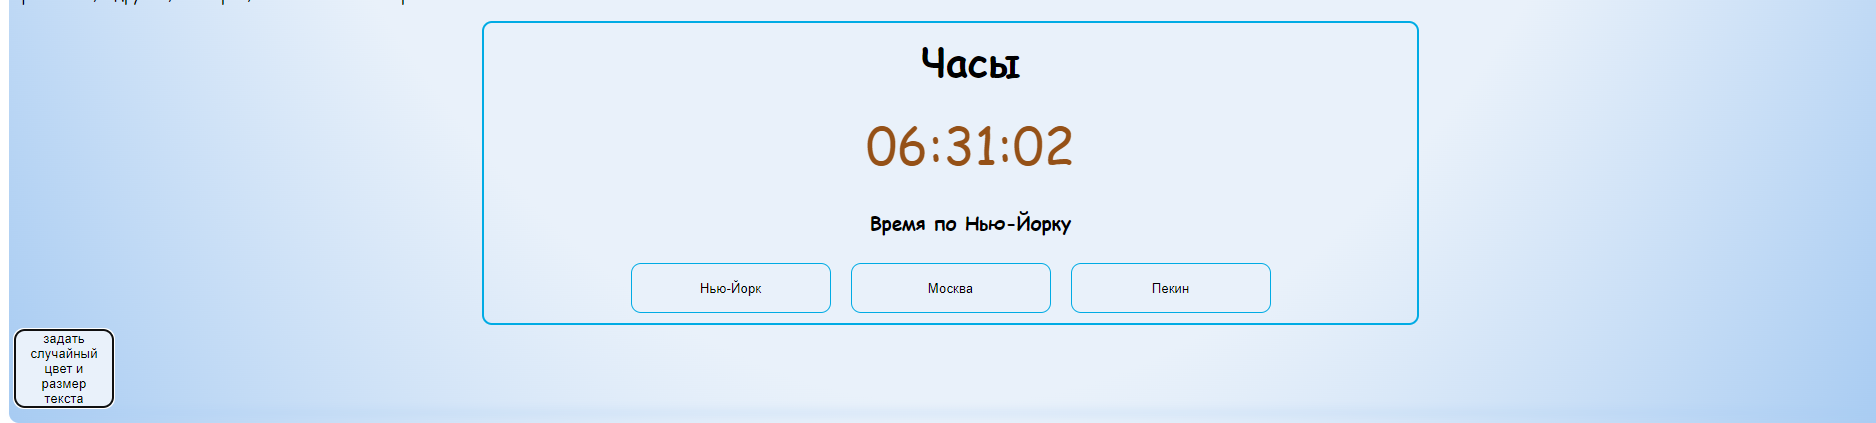 Часы
06:31:02
Время по Нью-Йорку
Нью-Йорк
Москва
Пекин
задать
случайный
цвет и
размер
текста